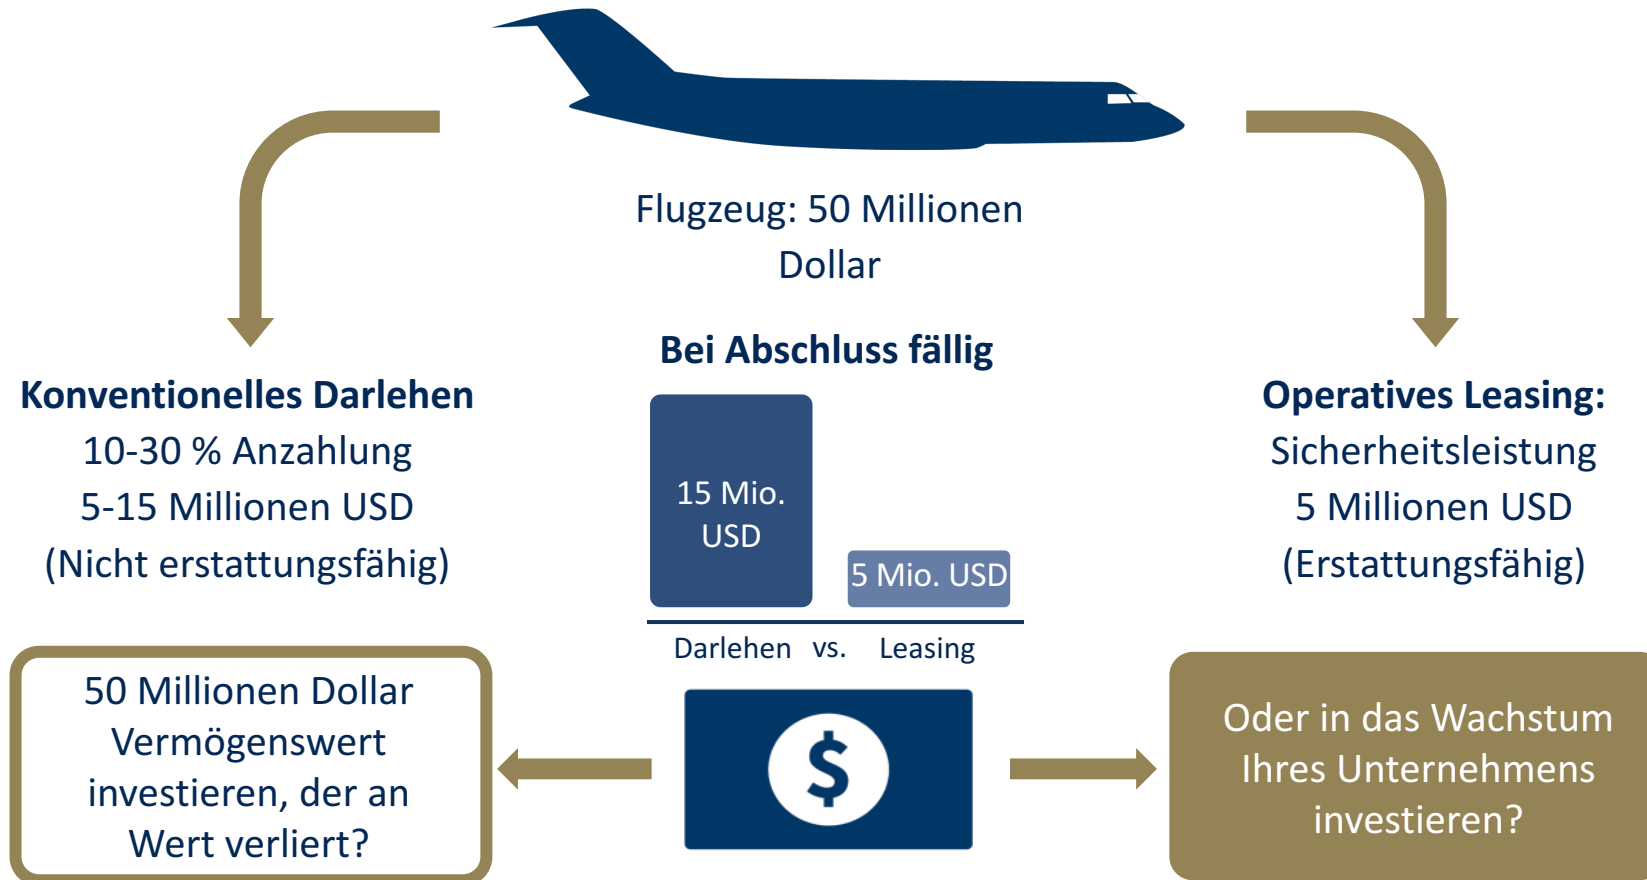 Flugzeug: 50 Millionen
Dollar
Konventionelles Darlehen
10-30 % Anzahlung
5-15 Millionen USD
(Nicht erstattungsfähig)
Bei Abschluss fällig
15 Mio.
USD
5 Mio. USD
Darlehen vs. Leasing
Operatives Leasing:
Sicherheitsleistung
5 Millionen USD
(Erstattungsfähig)
50 Millionen Dollar
Vermögenswert
investieren, der an
Wert verliert?
$
Oder in das Wachstum
Ihres Unternehmens
investieren?